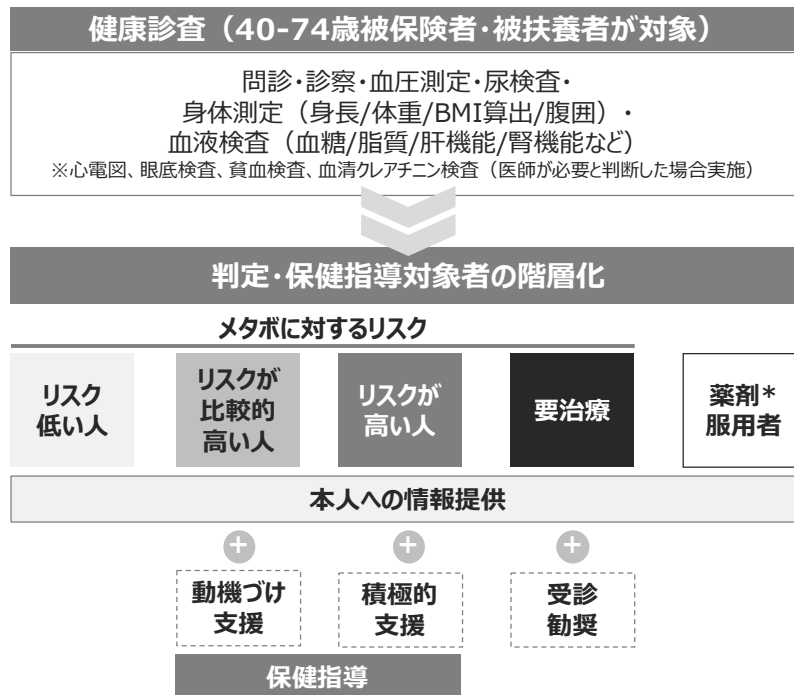 健康診査（40-74歳被保険者･被扶養者が対象）
問診･診察･血圧測定･尿検査･
身体測定（身長/体重/BMI算出/腹囲）･
血液検査（血糖/脂質/肝機能/腎機能など）
※心電図、眼底検査、貧血検査、血清クレアチニン検査（医師が必要と判断した場合実施）
判定･保健指導対象者の階層化
メタボに対するリスク
リスク
低い人
リスクが
比較的
高い人
リスクが
高い人
要治療
薬剤*
服用者
本人への情報提供
+
+
+
動機づけ
支援
積極的
支援
受診
勧奨
保健指導